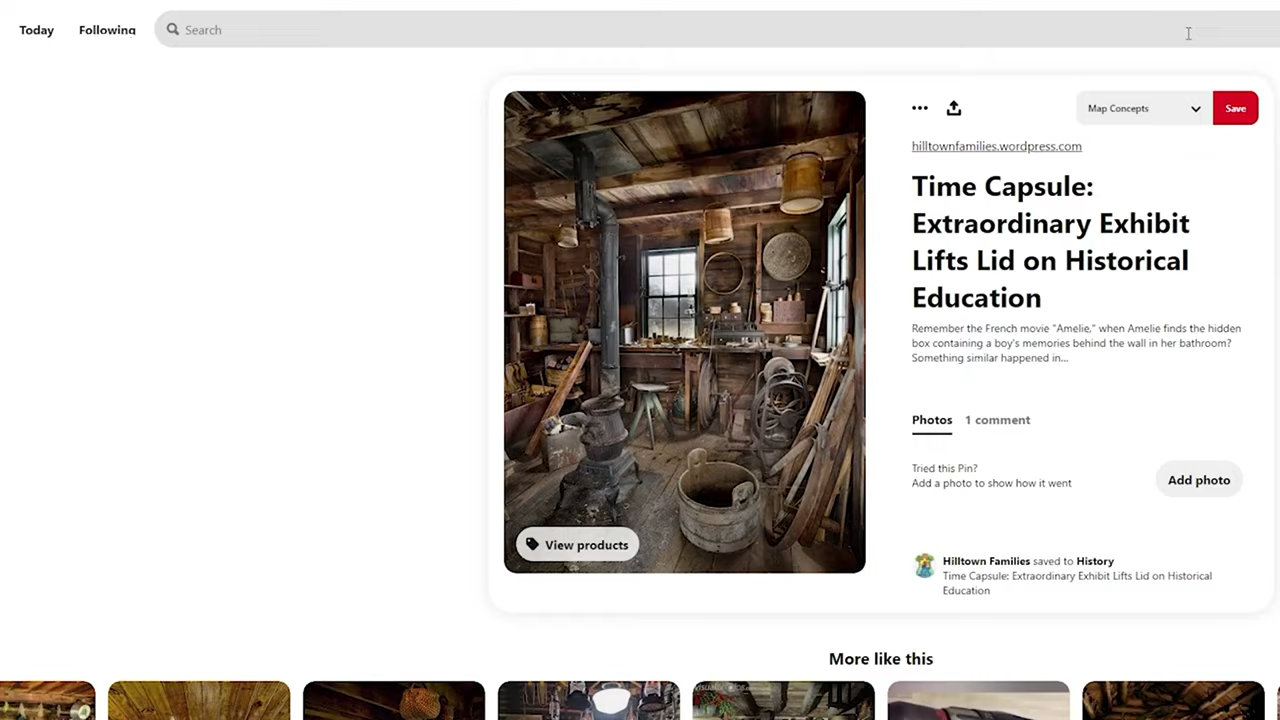 Today
Following
Search
Map Concepts
Save
hilltownfamilies.wordpress.com
Time Capsule:
Extraordinary Exhibit
Lifts Lid on Historical
Education
Remember the French movie "Amelie," when Amelie finds the hidden
box containing a boy's memories behind the wall in her bathroom?
Something similar happened in...
Photos
1 comment
Tried this Pin?
Add a photo to show how it went
Add photo
View products
Hilltown Families saved to History
Time Capsule: Extraordinary Exhibit Lifts Lid on Historical
Education
More like this